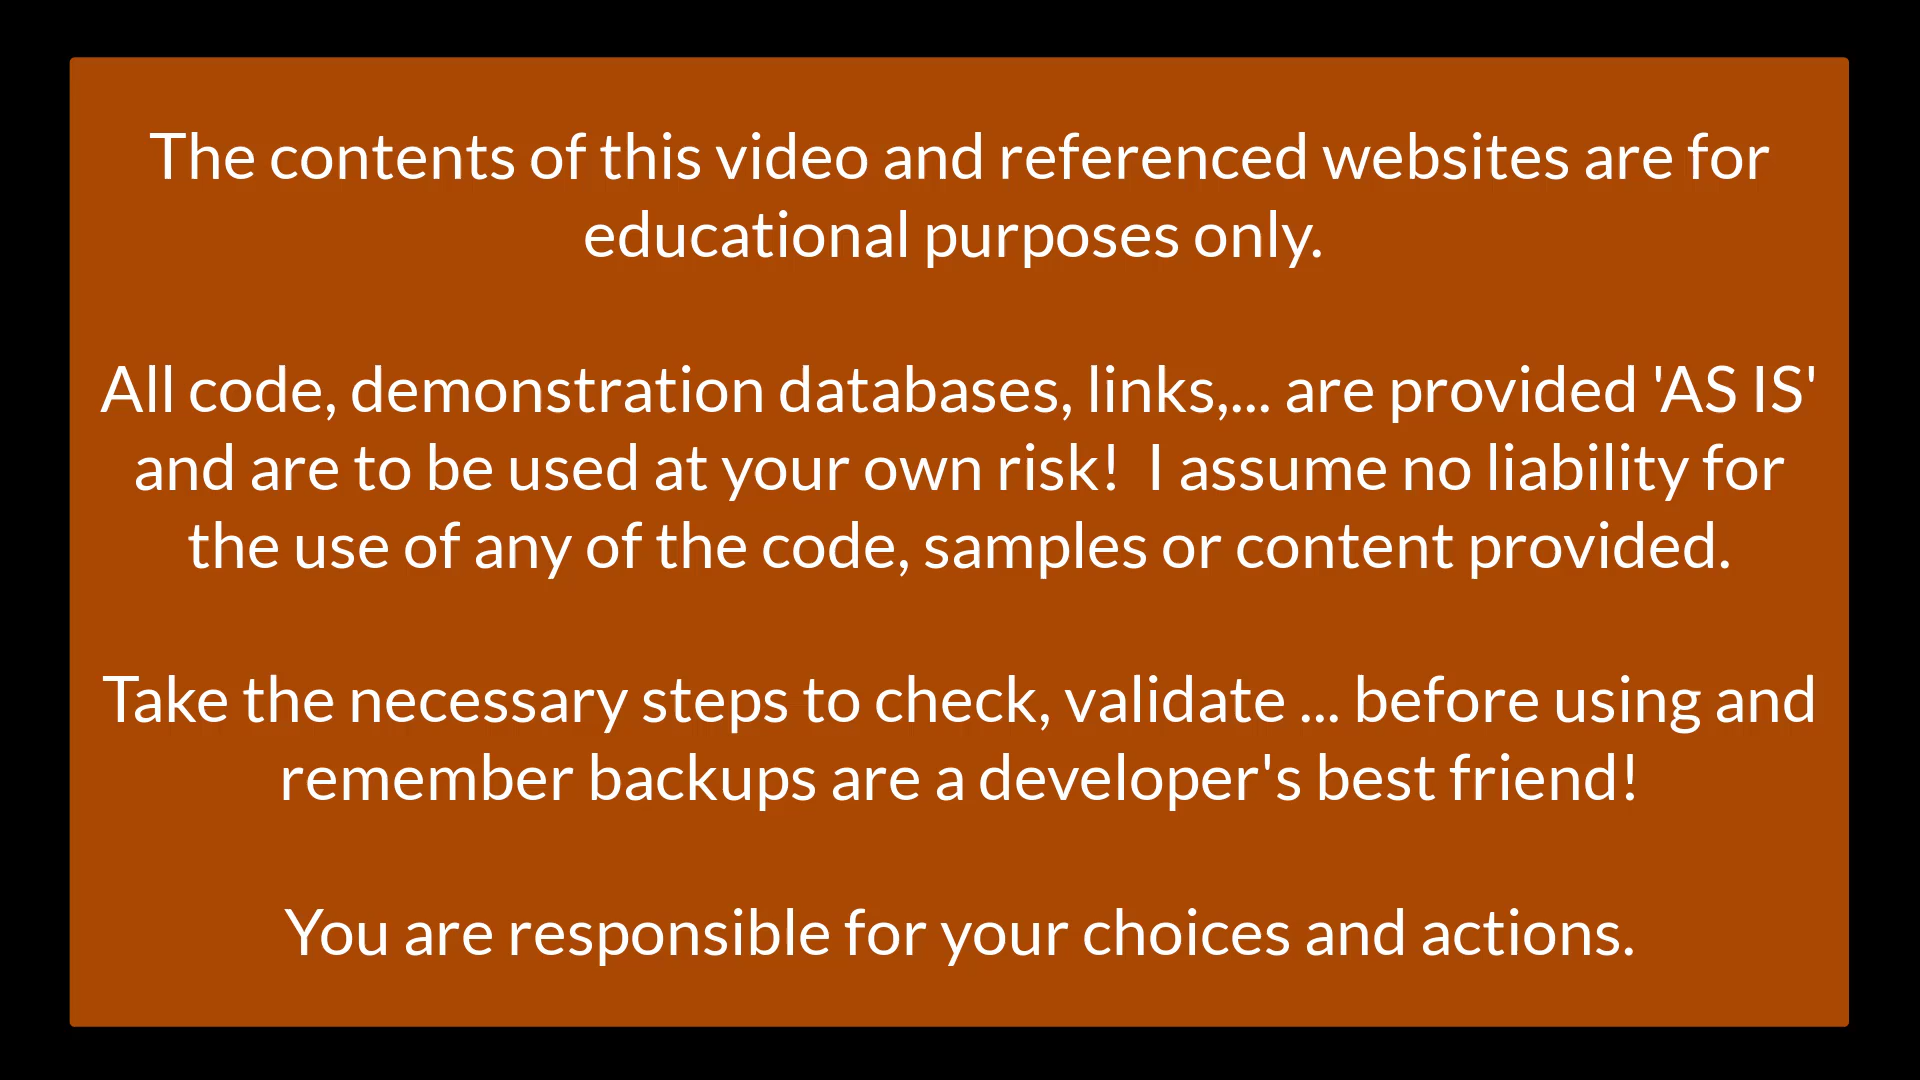 The contents of this video and referenced websites are for
educational purposes only.
All code, demonstration databases, links,... are provided 'AS IS'
and are to be used at your own risk!  I assume no liability for
the use of any of the code, samples or content provided.
Take the necessary steps to check, validate ... before using and
remember backups are a developer's best friend!
You are responsible for your choices and actions.